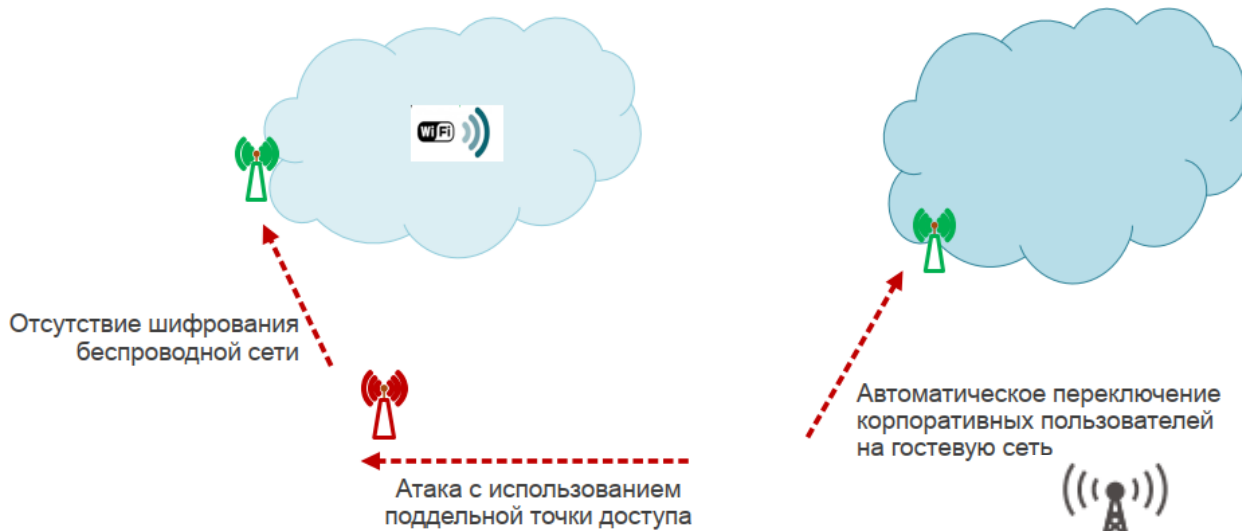 WiFi
Отсутствие шифрования
беспроводной сети
Автоматическое переключение
корпоративных пользователей
на гостевую сеть
Атака с использованием
поддельной точки доступа